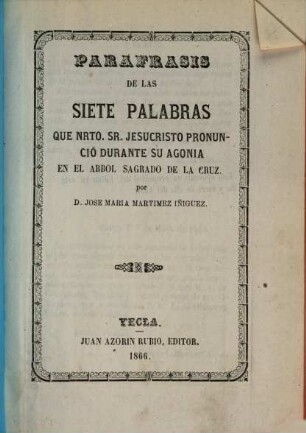 PARAFRASIS
DE LAS
SIETE PALABRAS
QUE NRTO. SR. JESUCRISTO PRONUN-
CIÓ DURANTE SU AGONIA
EN EL ARBOL SAGRADO DE LA CRUZ.
por
D. JOSE MARIA MARTIMEZ IÑIGUEZ.
YECLA.
JUAN AZORIN RUBIO, EDITOR.
1866.